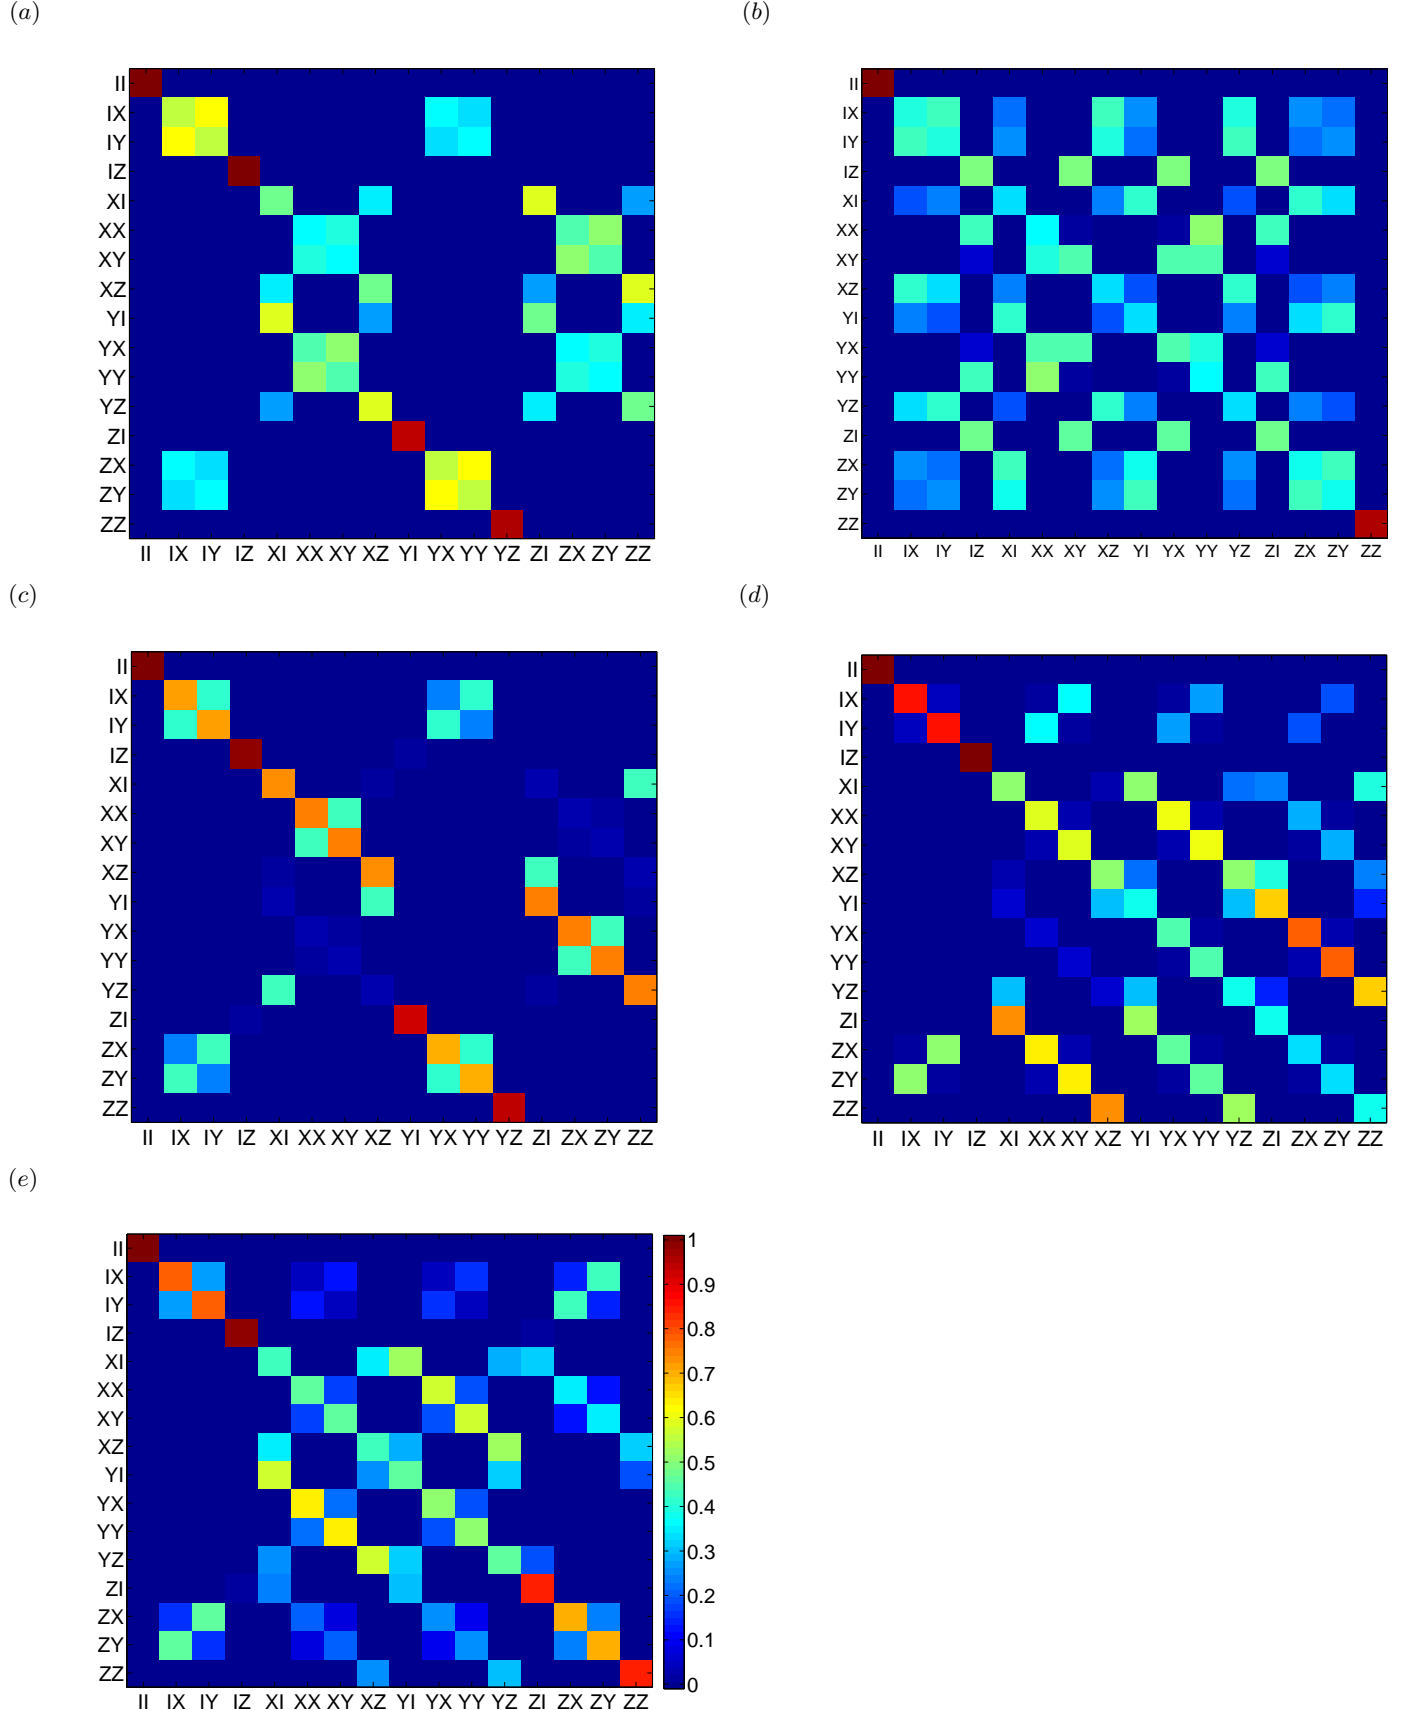 (a)
(b)
II
IX
IY
IZ
XI
XX
XY
XZ
YI
YX
YY
YZ
ZI
ZX
ZY
ZZ
II IX IY IZ XI XX XY XZ YI YX YY YZ ZI ZX ZY ZZ
II
IX
IY
IZ
XI
XX
XY
XZ
YI
YX
YY
YZ
ZI
ZX
ZY
ZZ
II IX IY IZ XI XX XY XZ YI YX YY YZ ZI ZX ZY ZZ
(c)
(d)
II
IX
IY
IZ
XI
XX
XY
XZ
YI
YX
YY
YZ
ZI
ZX
ZY
ZZ
II IX IY IZ XI XX XY XZ YI YX YY YZ ZI ZX ZY ZZ
II
IX
IY
IZ
XI
XX
XY
XZ
YI
YX
YY
YZ
ZI
ZX
ZY
ZZ
II IX IY IZ XI XX XY XZ YI YX YY YZ ZI ZX ZY ZZ
(e)
II
IX
IY
IZ
XI
XX
XY
XZ
YI
YX
YY
YZ
ZI
ZX
ZY
ZZ
II IX IY IZ XI XX XY XZ YI YX YY YZ ZI ZX ZY ZZ
1
0.9
0.8
0.7
0.6
0.5
0.4
0.3
0.2
0.1
0